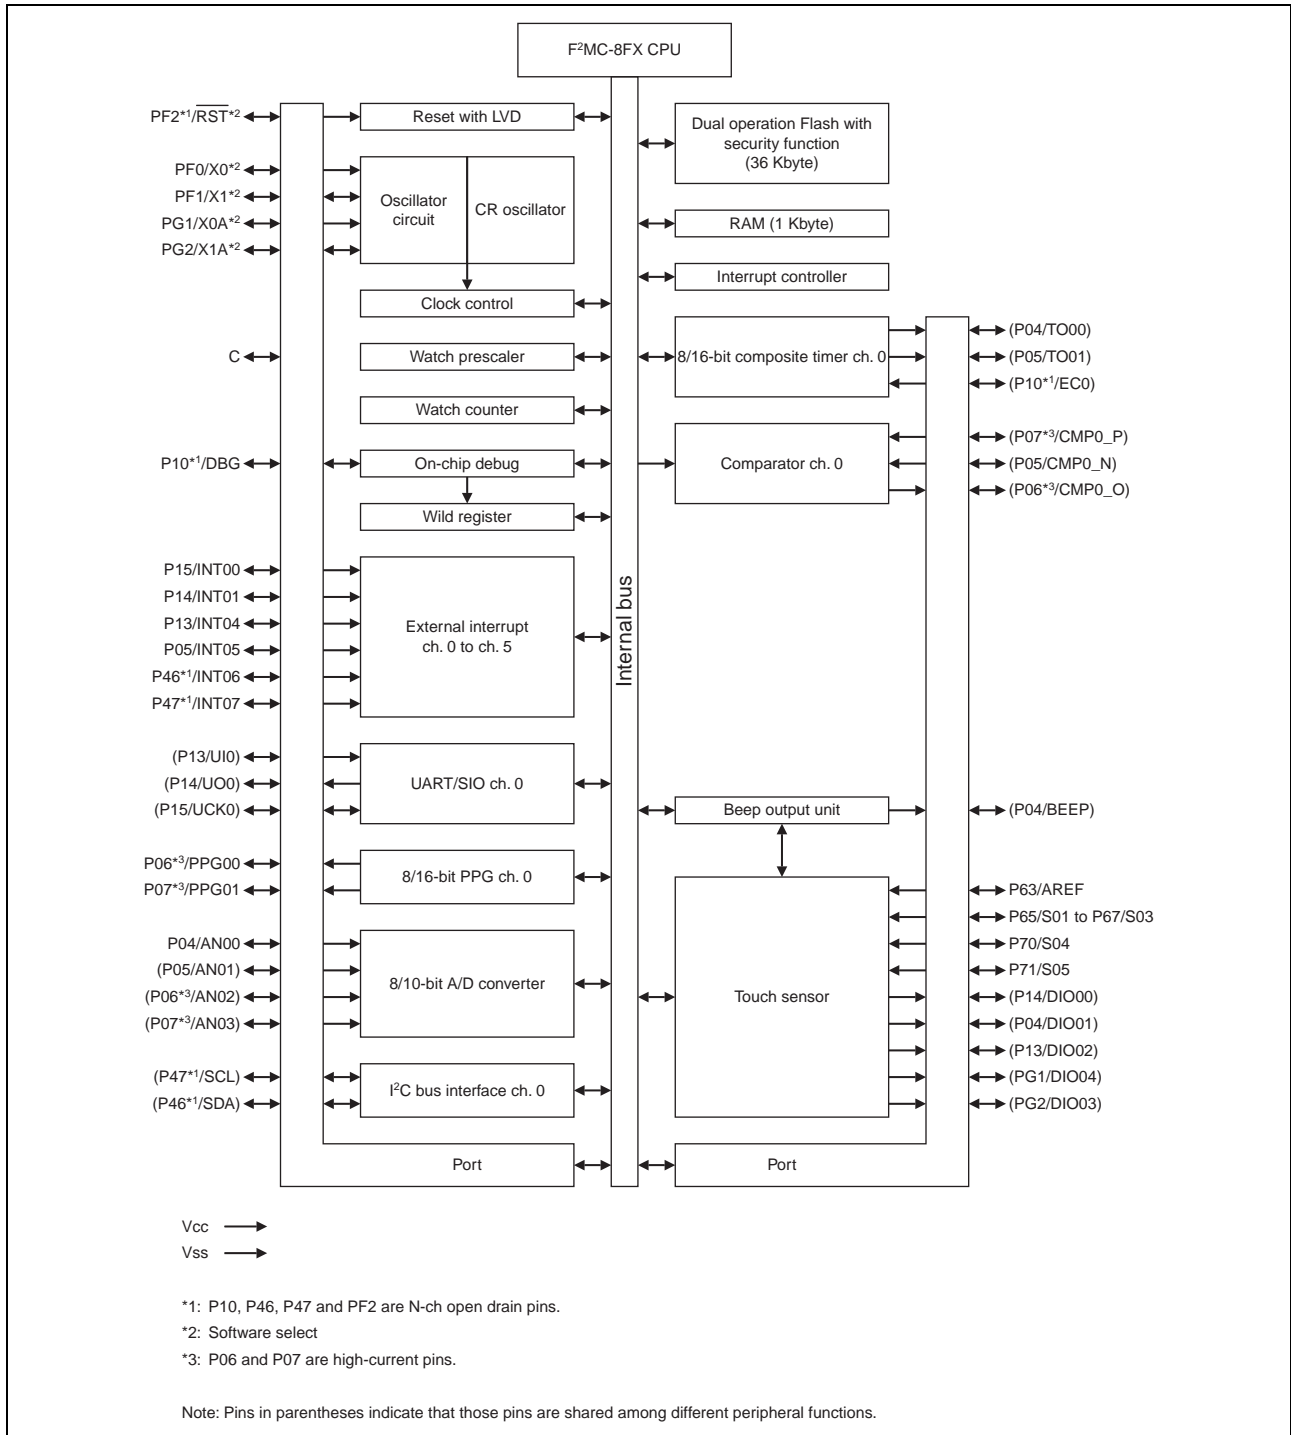 F²MC-8FX CPU
PF2*1/RST*2
Reset with LVD
Dual operation Flash with
security function
(36 Kbyte)
PF0/X0*2
PF1/X1*2
PG1/X0A*2
PG2/X1A*2
Oscillator
circuit
CR oscillator
RAM (1 Kbyte)
Interrupt controller
Clock control
C
Watch prescaler
8/16-bit composite timer ch. 0
(P04/TO00)
(P05/TO01)
(P10*1/EC0)
Watch counter
P10*1/DBG
On-chip debug
Comparator ch. 0
(P07*3/CMP0_P)
(P05/CMP0_N)
(P06*3/CMP0_O)
Wild register
Internal bus
P15/INT00
P14/INT01
P13/INT04
P05/INT05
P46*1/INT06
P47*1/INT07
External interrupt
ch. 0 to ch. 5
(P13/UI0)
(P14/UO0)
(P15/UCK0)
UART/SIO ch. 0
Beep output unit
(P04/BEEP)
P06*3/PPG00
P07*3/PPG01
8/16-bit PPG ch. 0
P04/AN00
(P05/AN01)
(P06*3/AN02)
(P07*3/AN03)
8/10-bit A/D converter
Touch sensor
P63/AREF
P65/S01 to P67/S03
P70/S04
P71/S05
(P14/DIO00)
(P04/DIO01)
(P13/DIO02)
(PG1/DIO04)
(PG2/DIO03)
(P47*1/SCL)
(P46*1/SDA)
I²C bus interface ch. 0
Port
Port
Vcc
Vss
*1: P10, P46, P47 and PF2 are N-ch open drain pins.
*2: Software select
*3: P06 and P07 are high-current pins.
Note: Pins in parentheses indicate that those pins are shared among different peripheral functions.